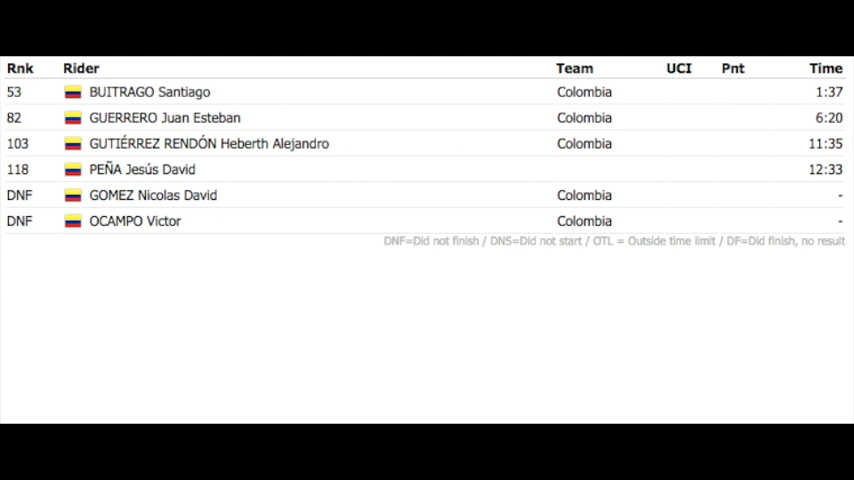 Rnk Rider Team UCI Pnt Time
53 BUITRAGO Santiago Colombia 1:37
82 GUERRERO Juan Esteban Colombia 6:20
103 GUTIÉRREZ RENDÓN Heberth Alejandro Colombia 11:35
118 PEÑA Jesús David 12:33
DNF GOMEZ Nicolas David Colombia -
DNF OCAMPO Victor Colombia -
DNF=Did not finish / DNS=Did not start / OTL = Outside time limit / DF=Did finish, no result